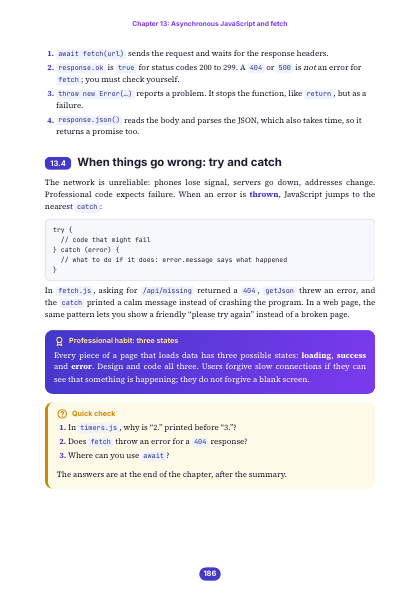 Chapter 13: Asynchronous JavaScript and fetch
1. await fetch(url) sends the request and waits for the response headers.
2. response.ok is true for status codes 200 to 299. A 404 or 500 is not an error for
fetch; you must check yourself.
3. throw new Error(…) reports a problem. It stops the function, like return, but as a
failure.
4. response.json() reads the body and parses the JSON, which also takes time, so it
returns a promise too.
13.4 When things go wrong: try and catch
The network is unreliable: phones lose signal, servers go down, addresses change.
Professional code expects failure. When an error is thrown, JavaScript jumps to the
nearest catch:
try {
  // code that might fail
} catch (error) {
  // what to do if it does: error.message says what happened
}
In fetch.js, asking for /api/missing returned a 404, getJson threw an error, and
the catch printed a calm message instead of crashing the program. In a web page, the
same pattern lets you show a friendly “please try again” instead of a broken page.
Professional habit: three states
Every piece of a page that loads data has three possible states: loading, success
and error. Design and code all three. Users forgive slow connections if they can
see that something is happening; they do not forgive a blank screen.
Quick check
1. In timers.js, why is “2.” printed before “3.”?
2. Does fetch throw an error for a 404 response?
3. Where can you use await?
The answers are at the end of the chapter, after the summary.
186